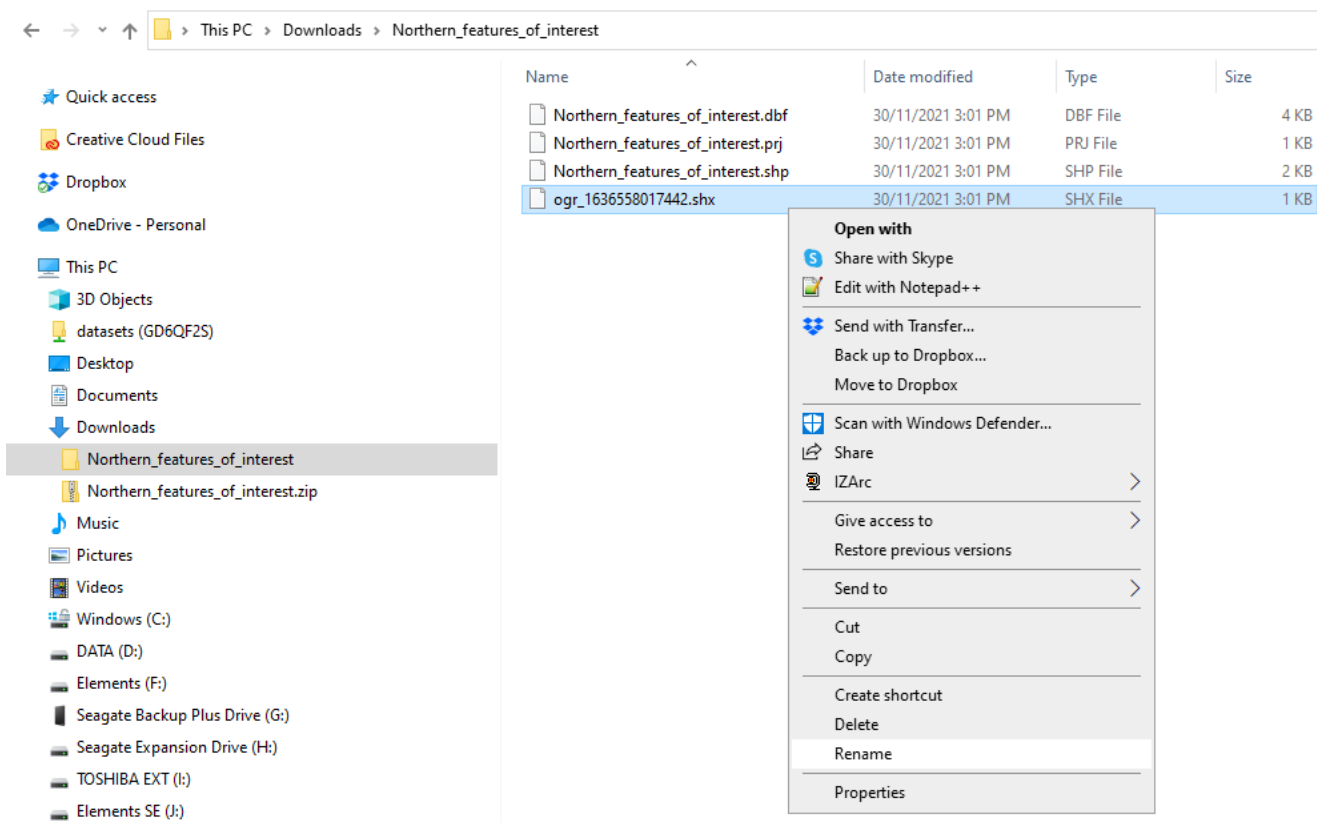 This PC > Downloads > Northern_features_of_interest
Quick access
Creative Cloud Files
Dropbox
OneDrive - Personal
This PC
3D Objects
datasets (GD6QF2S)
Desktop
Documents
Downloads
Northern_features_of_interest
Northern_features_of_interest.zip
Music
Pictures
Videos
Windows (C:)
DATA (D:)
Elements (F:)
Seagate Backup Plus Drive (G:)
Seagate Expansion Drive (H:)
TOSHIBA EXT (I:)
Elements SE (J:)
Name Date modified Type Size
Northern_features_of_interest.dbf 30/11/2021 3:01 PM DBF File 4 KB
Northern_features_of_interest.prj 30/11/2021 3:01 PM PRJ File 1 KB
Northern_features_of_interest.shp 30/11/2021 3:01 PM SHP File 2 KB
ogr_1636558017442.shx 30/11/2021 3:01 PM SHX File 1 KB
Open with
Share with Skype
Edit with Notepad++
Send with Transfer...
Back up to Dropbox...
Move to Dropbox
Scan with Windows Defender...
Share
IZArc
Give access to
Restore previous versions
Send to
Cut
Copy
Create shortcut
Delete
Rename
Properties